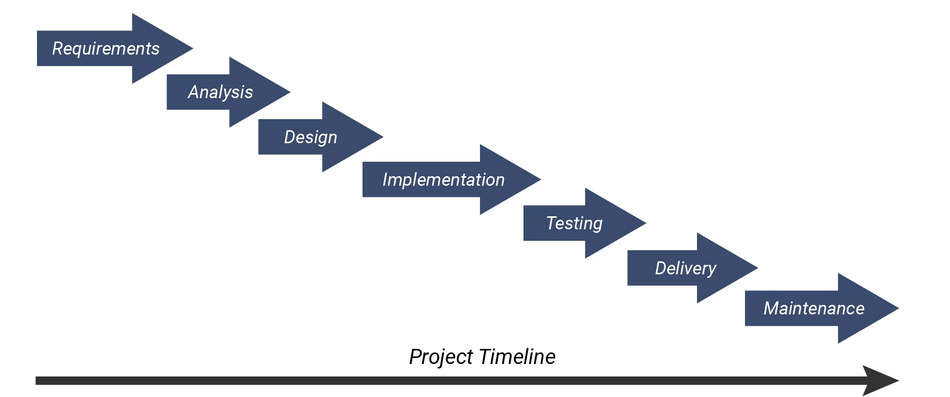 Requirements
Analysis
Design
Implementation
Testing
Delivery
Maintenance
Project Timeline